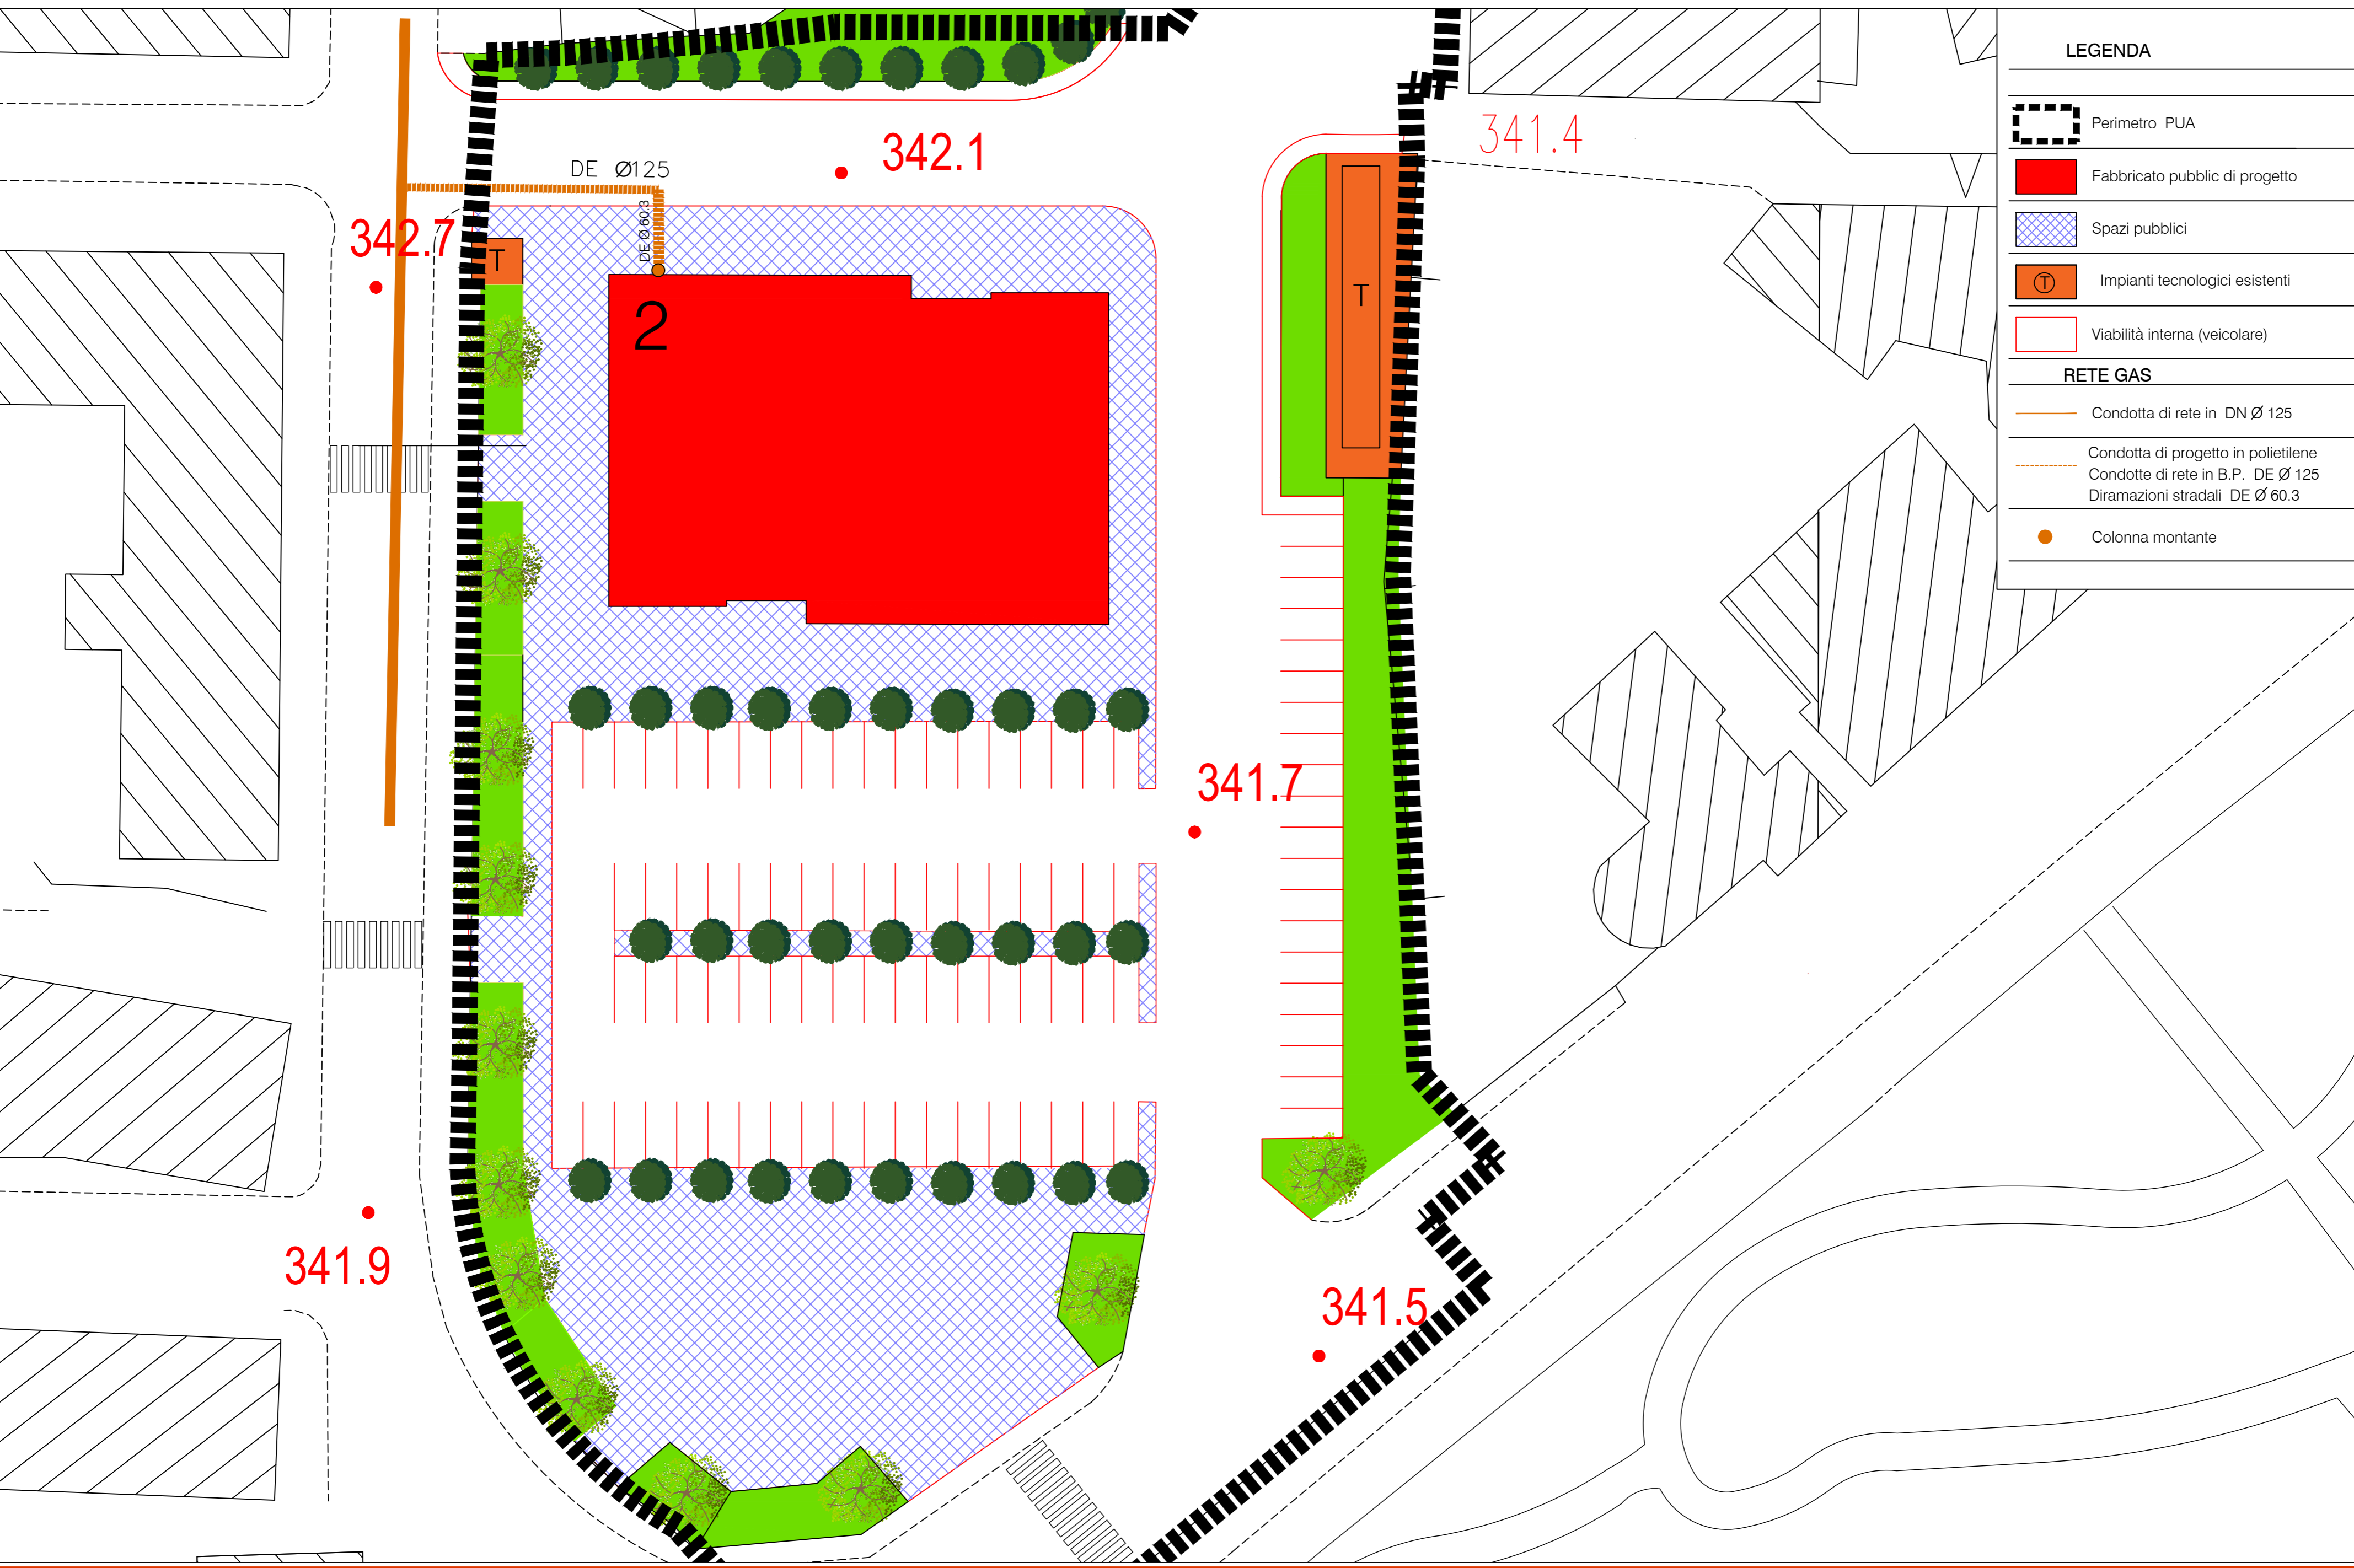 LEGENDA
Perimetro PUA
Fabbricato pubblic di progetto
Spazi pubblici
T
Impianti tecnologici esistenti
Viabilità interna (veicolare)
RETE GAS
Condotta di rete in DN Ø 125
Condotta di progetto in polietilene
Condotte di rete in B.P. DE Ø 125
Diramazioni stradali DE Ø 60.3
Colonna montante
341.4
342.1
DE Ø125
DE Ø 60.3
342.7
T
T
2
341.7
341.9
341.5